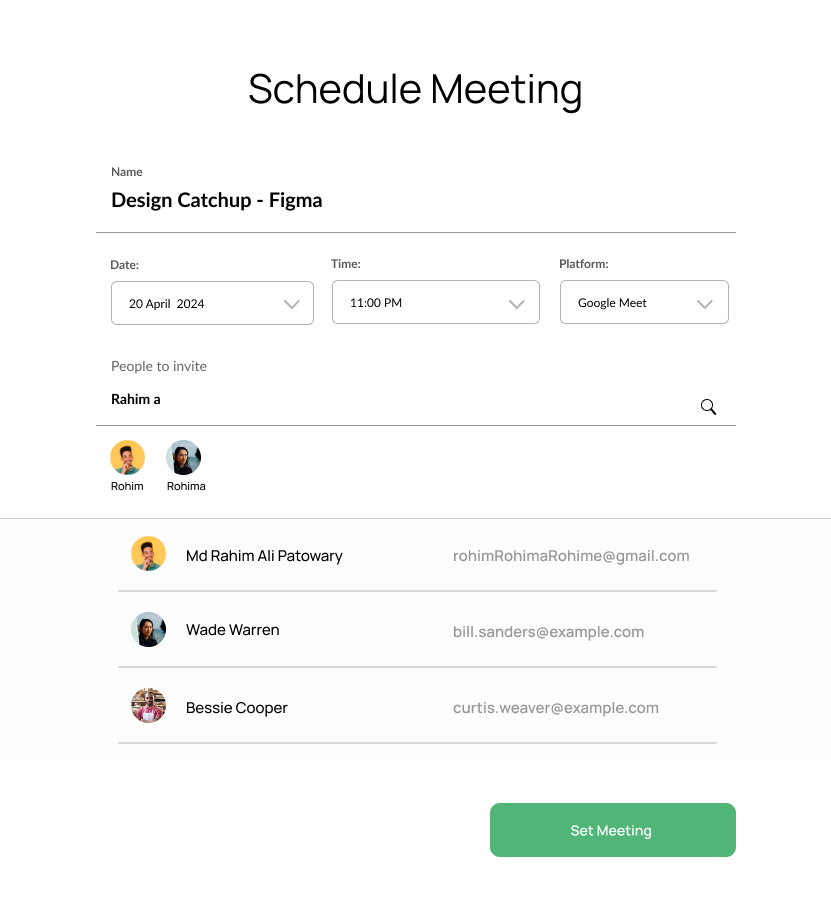 Schedule Meeting
Name
Design Catchup - Figma
Date: Time: Platform:
20 April 2024 11:00 PM Google Meet
People to invite
Rahim a
Rohim Rohima
Md Rahim Ali Patowary rohimRohimaRohime@gmail.com
Wade Warren bill.sanders@example.com
Bessie Cooper curtis.weaver@example.com
Set Meeting